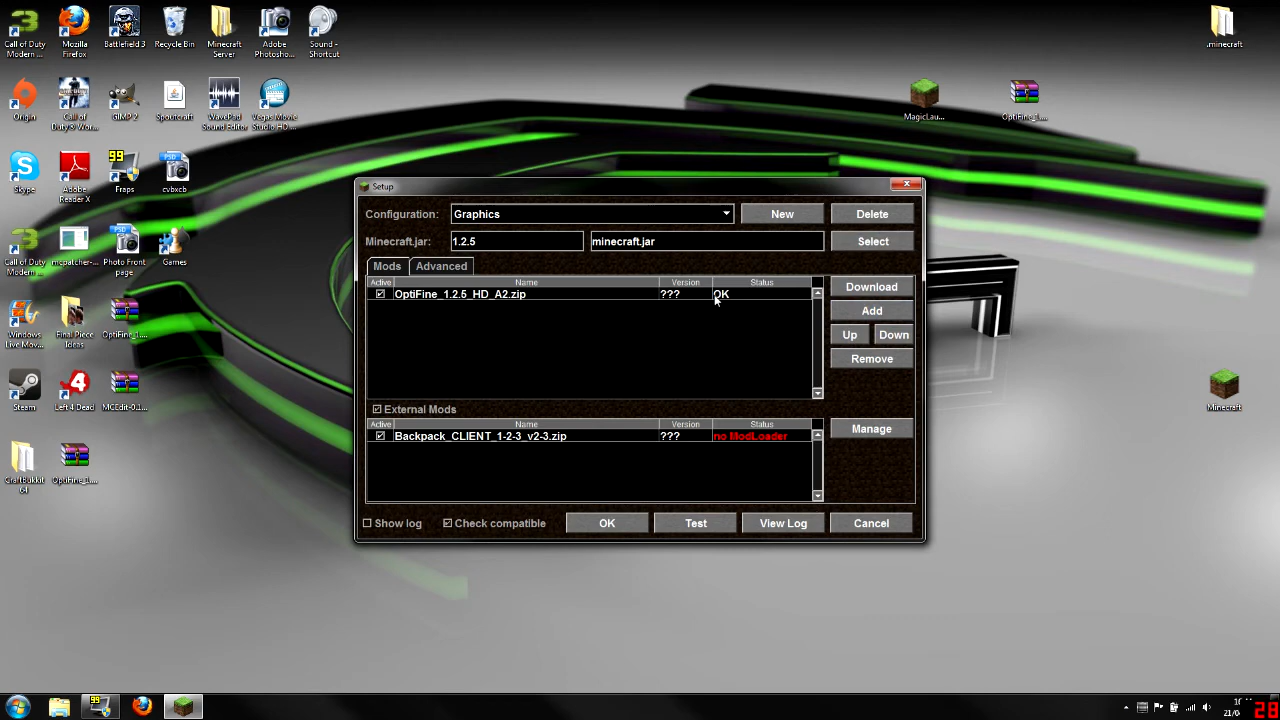 Call of Duty Modern ...
Mozilla Firefox
Battlefield 3
Recycle Bin
Minecraft Server
Adobe Photosho...
Sound - Shortcut
.minecraft
Origin
Call of Duty® Wor...
GIMP 2
Spoutcraft
WavePad Sound Editor
Vegas Movie Studio HD ...
MagicLau...
OptiFine_1....
Skype
Adobe Reader X
99
Fraps
cvbxcb
Call of Duty Modern ...
mcpatcher-...
Photo Front page
Games
Windows Live Mov...
Final Piece Ideas
OptiFine_1....
Steam
Left 4 Dead
MCEdit-0.1...
Minecraft
CraftBukkit 64
OptiFine_1....
Setup
Configuration:
Graphics
New
Delete
Minecraft.jar:
1.2.5
minecraft.jar
Select
Mods
Advanced
Active
Name
Version
Status
OptiFine_1.2.5_HD_A2.zip
???
OK
Download
Add
Up
Down
Remove
External Mods
Active
Name
Version
Status
Backpack_CLIENT_1-2-3_v2-3.zip
???
no ModLoader
Manage
Show log
Check compatible
OK
Test
View Log
Cancel
99
28